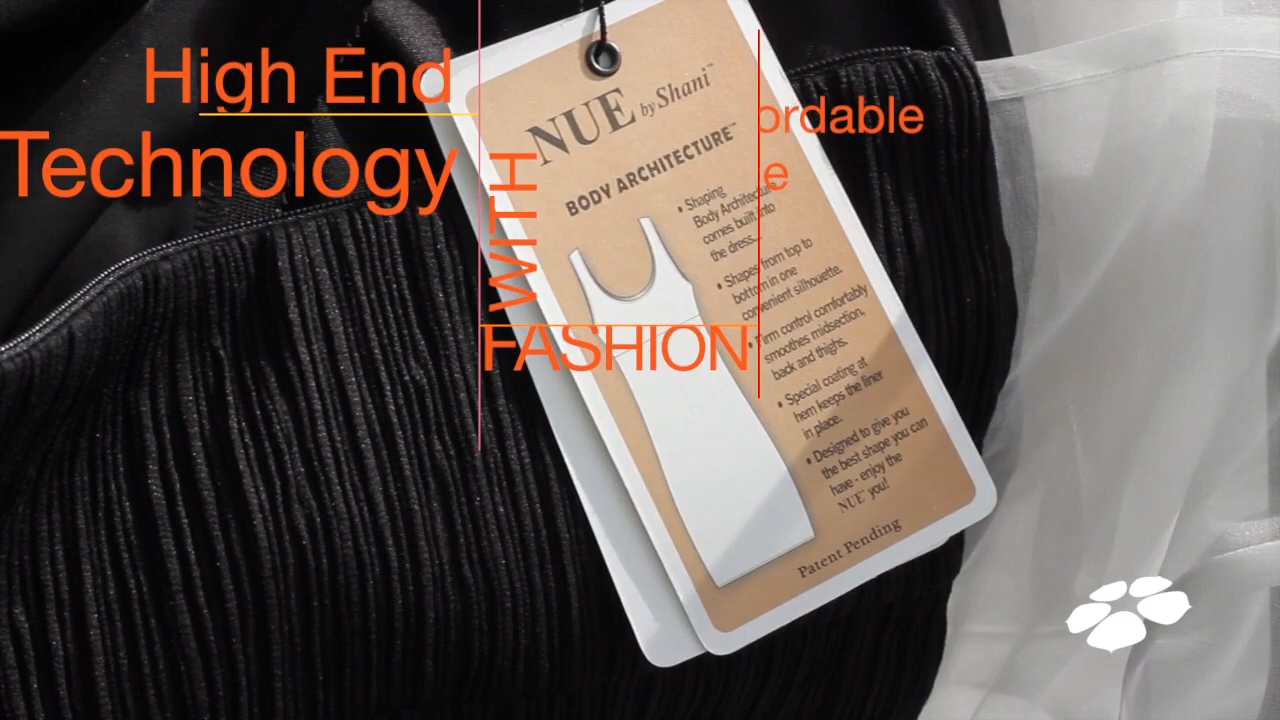 High End
Technology
WITH
FASHION
ordable
e
NUE by Shani™
BODY ARCHITECTURE™
• Shaping
Body Architecture
comes built into
the dress...
• Shapes from top to
bottom in one
convenient silhouette.
• Firm control comfortably
smoothes midsection,
back and thighs.
• Special coating at
hem keeps the liner
in place.
• Designed to give you
the best shape you can
have - enjoy the
NUE™ you!
Patent Pending